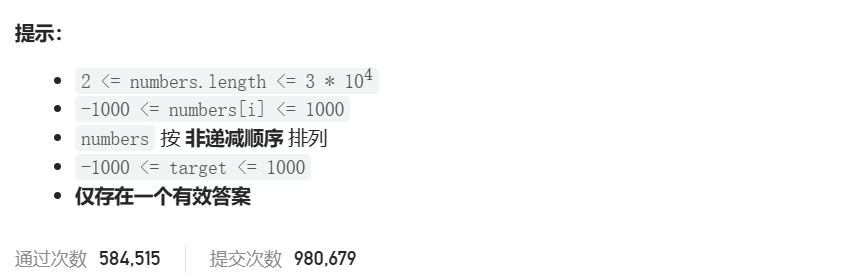 提示：
2 <= numbers.length <= 3 * 10⁴
-1000 <= numbers[i] <= 1000
numbers 按 非递减顺序 排列
-1000 <= target <= 1000
仅存在一个有效答案
通过次数 584,515 提交次数 980,679